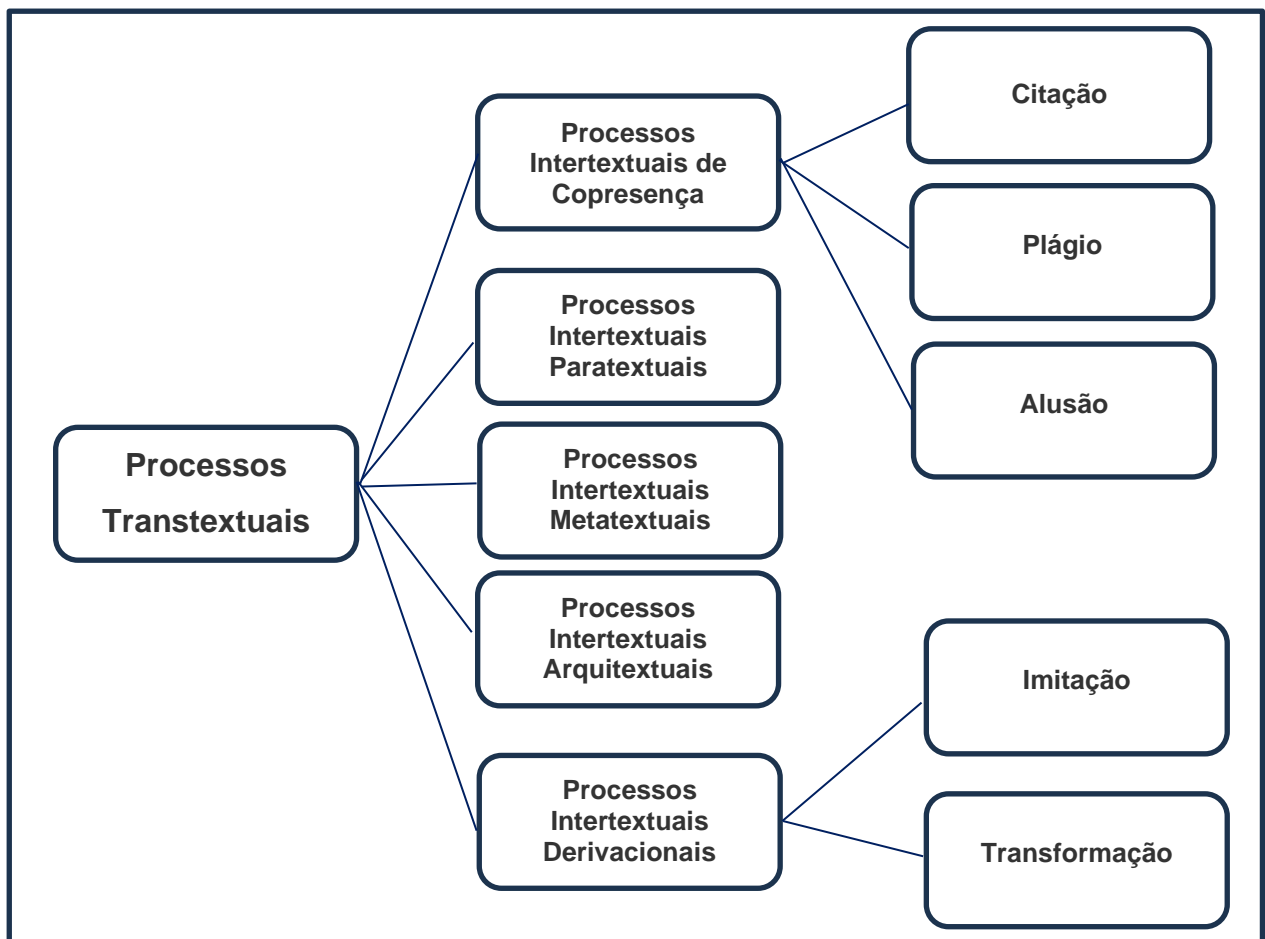 Processos
Transtextuais
Processos
Intertextuais de
Copresença
Citação
Plágio
Alusão
Processos
Intertextuais
Paratextuais
Processos
Intertextuais
Metatextuais
Processos
Intertextuais
Arquitextuais
Processos
Intertextuais
Derivacionais
Imitação
Transformação